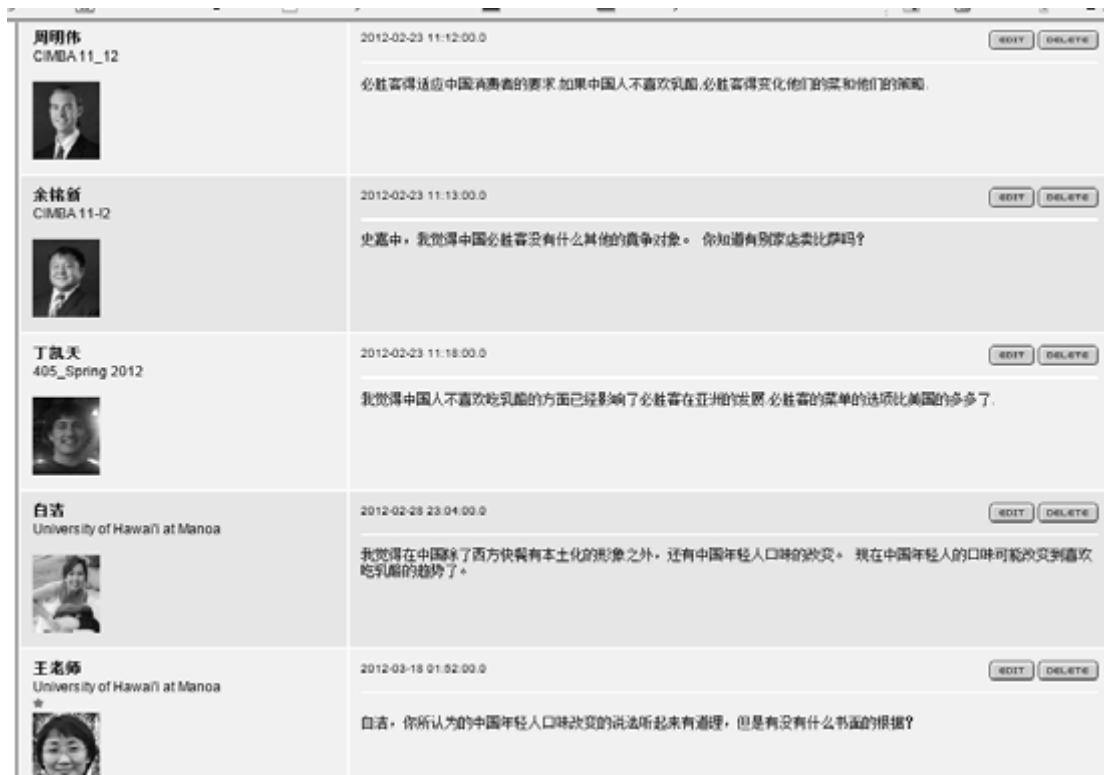 周明伟
CIMBA 11_12
2012-02-23 11:12:00.0
EDIT DELETE
必胜客得适应中国消费者的要求.如果中国人不喜欢乳酪,必胜客得变化他们的菜和他们的策略.
余铭新
CIMBA 11-12
2012-02-23 11:13:00.0
EDIT DELETE
史嘉中，我觉得中国必胜客没有什么其他的竟争对象。 你知道有别家店卖比萨吗？
丁凯天
405_Spring 2012
2012-02-23 11:18:00.0
EDIT DELETE
我觉得中国人不喜欢吃乳酪的方面已经影响了必胜客在亚洲的发展.必胜客的菜单的选项比美国的多多了.
白洁
University of Hawai'i at Manoa
2012-02-28 23:04:00.0
EDIT DELETE
我觉得在中国除了西方快餐有本土化的形象之外，还有中国年轻人口味的改变。 现在中国年轻人的口味可能改变到喜欢
吃乳酪的趋势了。
王老师
University of Hawai'i at Manoa
2012-03-18 01:52:00.0
EDIT DELETE
白洁，你所认为的中国年轻人口味改变的说法听起来有道理，但是有没有什么书面的根据？